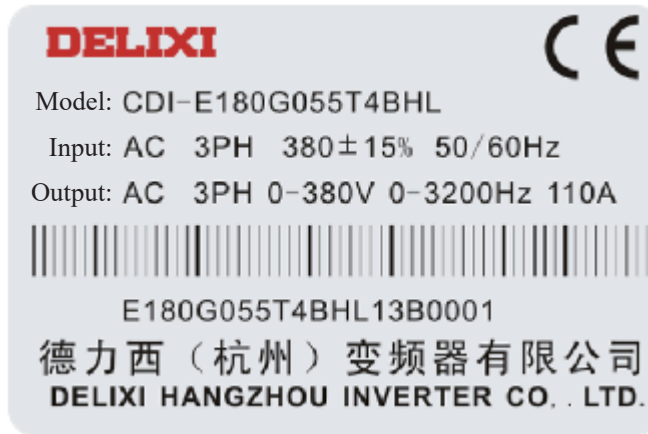 DELIXI CE
Model: CDI-E180G055T4BHL
Input: AC 3PH 380±15% 50/60Hz
Output: AC 3PH 0-380V 0-3200Hz 110A
E180G055T4BHL13B0001
德力西（杭州）变频器有限公司
DELIXI HANGZHOU INVERTER CO. . LTD.